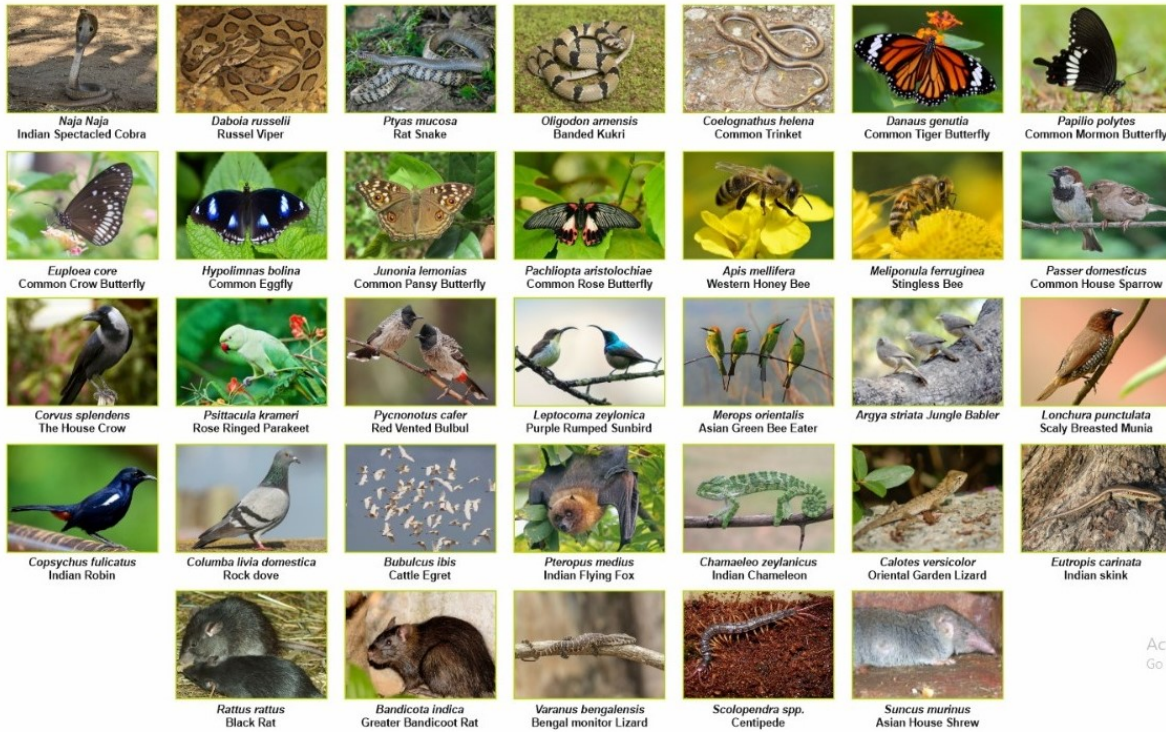 Naja Naja
Indian Spectacled Cobra
Daboia russelii
Russel Viper
Ptyas mucosa
Rat Snake
Oligodon arnensis
Banded Kukri
Coelognathus helena
Common Trinket
Danaus genutia
Common Tiger Butterfly
Papilio polytes
Common Mormon Butterfly
Euploea core
Common Crow Butterfly
Hypolimnas bolina
Common Eggfly
Junonia lemonias
Common Pansy Butterfly
Pachliopta aristolochiae
Common Rose Butterfly
Apis mellifera
Western Honey Bee
Meliponula ferruginea
Stingless Bee
Passer domesticus
Common House Sparrow
Corvus splendens
The House Crow
Psittacula krameri
Rose Ringed Parakeet
Pycnonotus cafer
Red Vented Bulbul
Leptocoma zeylonica
Purple Rumped Sunbird
Merops orientalis
Asian Green Bee Eater
Argya striata Jungle Babler
Lonchura punctulata
Scaly Breasted Munia
Copsychus fulicatus
Indian Robin
Columba livia domestica
Rock dove
Bubulcus ibis
Cattle Egret
Pteropus medius
Indian Flying Fox
Chamaeleo zeylanicus
Indian Chameleon
Calotes versicolor
Oriental Garden Lizard
Eutropis carinata
Indian skink
Rattus rattus
Black Rat
Bandicota indica
Greater Bandicoot Rat
Varanus bengalensis
Bengal monitor Lizard
Scolopendra spp.
Centipede
Suncus murinus
Asian House Shrew
Ac
Go